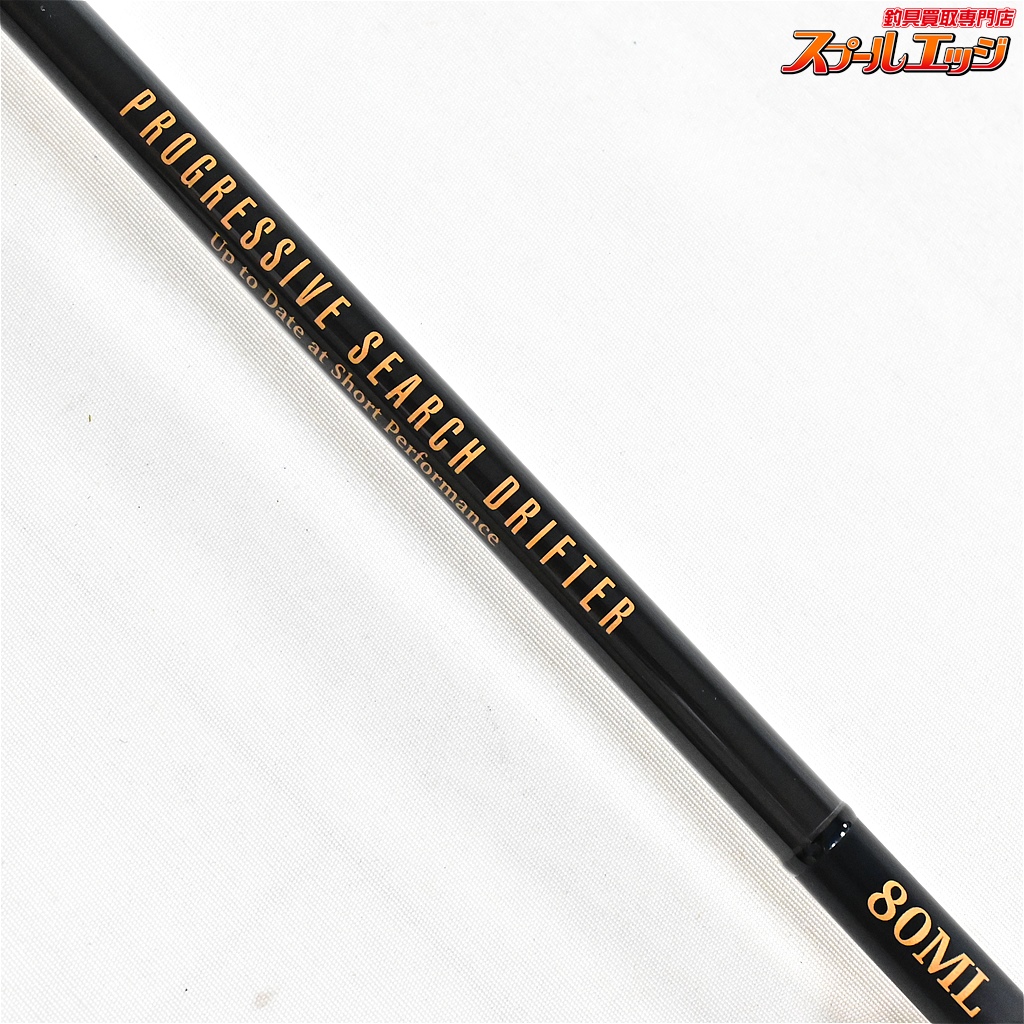 釣具買取専門店
スプールエッジ
PROGRESSIVE SEARCH DRIFTER
Up to Date at Short Performance
80ML